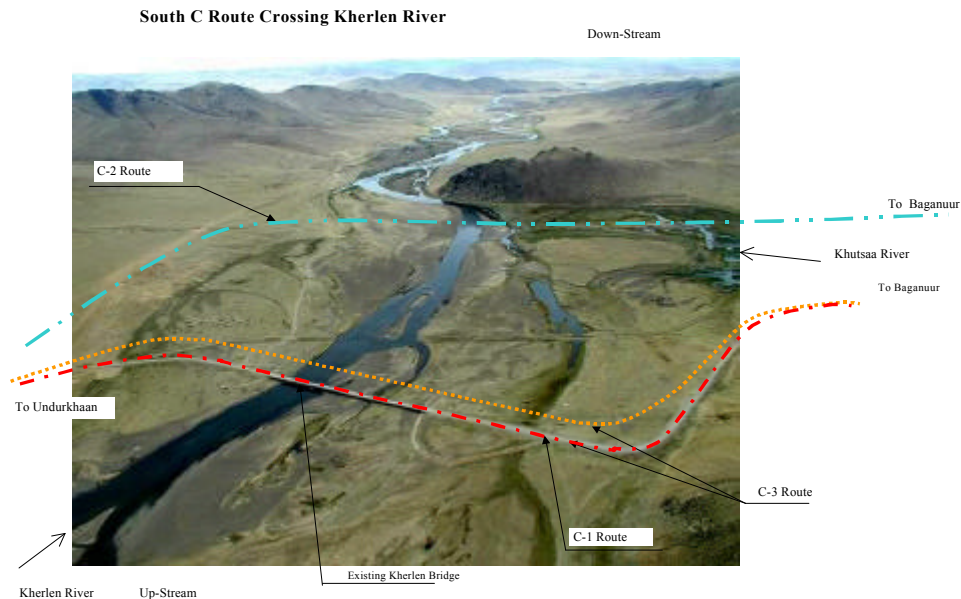 South C Route Crossing Kherlen River
Down-Stream
C-2 Route
To Baganuur
Khutsaa River
To Baganuur
To Undurkhaan
C-3 Route
C-1 Route
Existing Kherlen Bridge
Kherlen River
Up-Stream